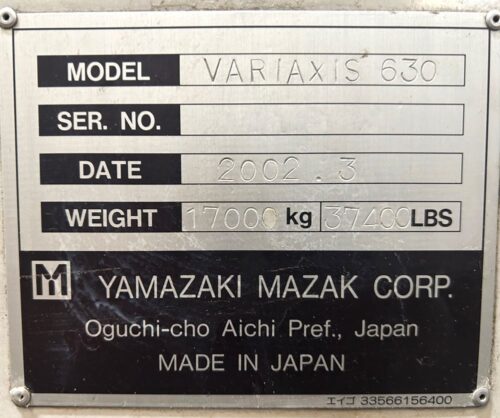 MODEL VARIAXIS 630
SER. NO.
DATE 2002.3
WEIGHT 17000 kg 37400 LBS
YAMAZAKI MAZAK CORP.
Oguchi-cho Aichi Pref., Japan
MADE IN JAPAN
エイゴ 33566156400